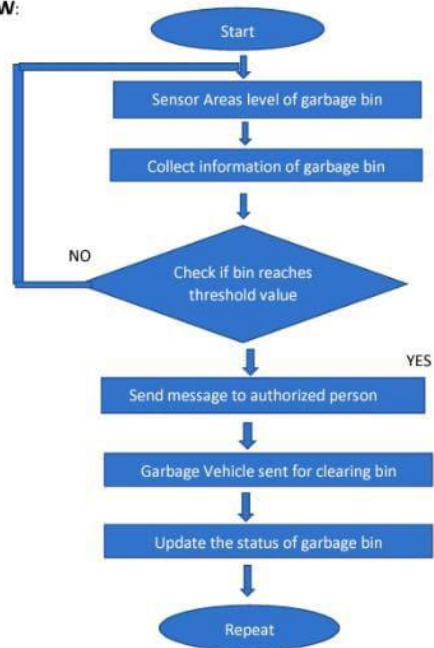 W:
Start
Sensor Areas level of garbage bin
Collect information of garbage bin
NO
Check if bin reaches
threshold value
YES
Send message to authorized person
Garbage Vehicle sent for clearing bin
Update the status of garbage bin
Repeat